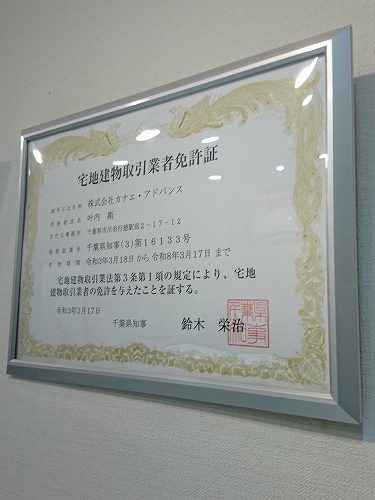 宅地建物取引業者免許証
商号又は名称 株式会社カナエ・アドバンス
代表者氏名 叶内 衛
主たる事務所 千葉県市川市行徳駅前2-17-12
免許証番号 千葉県知事(3)第16133号
有効期間 令和3年3月18日から 令和8年3月17日 まで
宅地建物取引業法第3条第1項の規定により、宅地
建物取引業者の免許を与えたことを証する。
令和3年3月17日
千葉県知事 鈴木 栄治